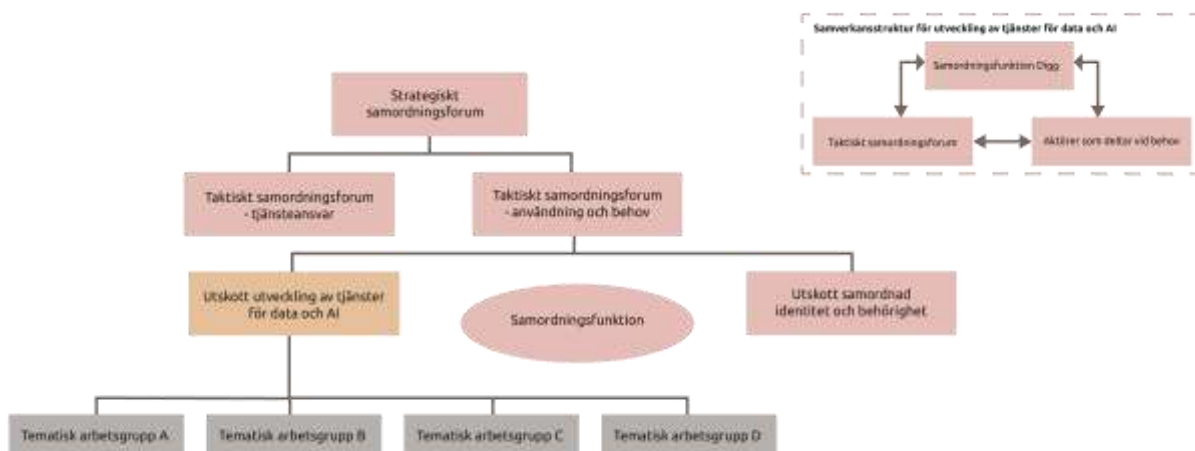 Samverkansstruktur för utveckling av tjänster för data och AI
Samordningsfunktion Digg
Taktiskt samordningsforum
Aktörer som deltar vid behov
Strategiskt
samordningsforum
Taktiskt samordningsforum
- tjänsteansvar
Taktiskt samordningsforum
- användning och behov
Utskott utveckling av tjänster
för data och AI
Samordningsfunktion
Utskott samordnad
identitet och behörighet
Tematisk arbetsgrupp A
Tematisk arbetsgrupp B
Tematisk arbetsgrupp C
Tematisk arbetsgrupp D